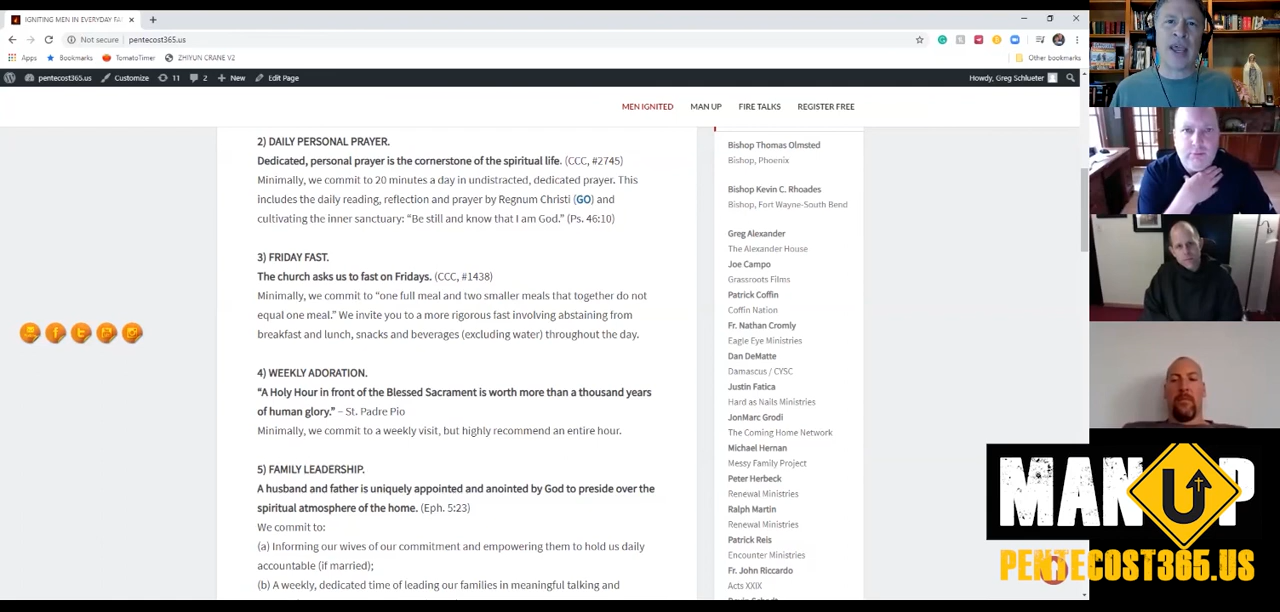 IGNITING MEN IN EVERYDAY FA
Not secure pentecost365.us
Apps Bookmarks TomatoTimer ZHIYUN CRANE V2 Other bookmarks
pentecost365.us Customize 11 2 New Edit Page Howdy, Greg Schlueter
MEN IGNITED MAN UP FIRE TALKS REGISTER FREE
2) DAILY PERSONAL PRAYER.
Dedicated, personal prayer is the cornerstone of the spiritual life. (CCC, #2745)
Minimally, we commit to 20 minutes a day in undistracted, dedicated prayer. This
includes the daily reading, reflection and prayer by Regnum Christi (GO) and
cultivating the inner sanctuary: “Be still and know that I am God.” (Ps. 46:10)
3) FRIDAY FAST.
The church asks us to fast on Fridays. (CCC, #1438)
Minimally, we commit to “one full meal and two smaller meals that together do not
equal one meal.” We invite you to a more rigorous fast involving abstaining from
breakfast and lunch, snacks and beverages (excluding water) throughout the day.
4) WEEKLY ADORATION.
“A Holy Hour in front of the Blessed Sacrament is worth more than a thousand years
of human glory.” – St. Padre Pio
Minimally, we commit to a weekly visit, but highly recommend an entire hour.
5) FAMILY LEADERSHIP.
A husband and father is uniquely appointed and anointed by God to preside over the
spiritual atmosphere of the home. (Eph. 5:23)
We commit to:
(a) Informing our wives of our commitment and empowering them to hold us daily
accountable (if married);
(b) A weekly, dedicated time of leading our families in meaningful talking and
Bishop Thomas Olmsted
Bishop, Phoenix
Bishop Kevin C. Rhoades
Bishop, Fort Wayne-South Bend
Greg Alexander
The Alexander House
Joe Campo
Grassroots Films
Patrick Coffin
Coffin Nation
Fr. Nathan Cromly
Eagle Eye Ministries
Dan DeMatte
Damascus / CYSC
Justin Fatica
Hard as Nails Ministries
JonMarc Grodi
The Coming Home Network
Michael Hernan
Messy Family Project
Peter Herbeck
Renewal Ministries
Ralph Martin
Renewal Ministries
Patrick Reis
Encounter Ministries
Fr. John Riccardo
Acts XXIX
MAN UP
PENTECOST365.US